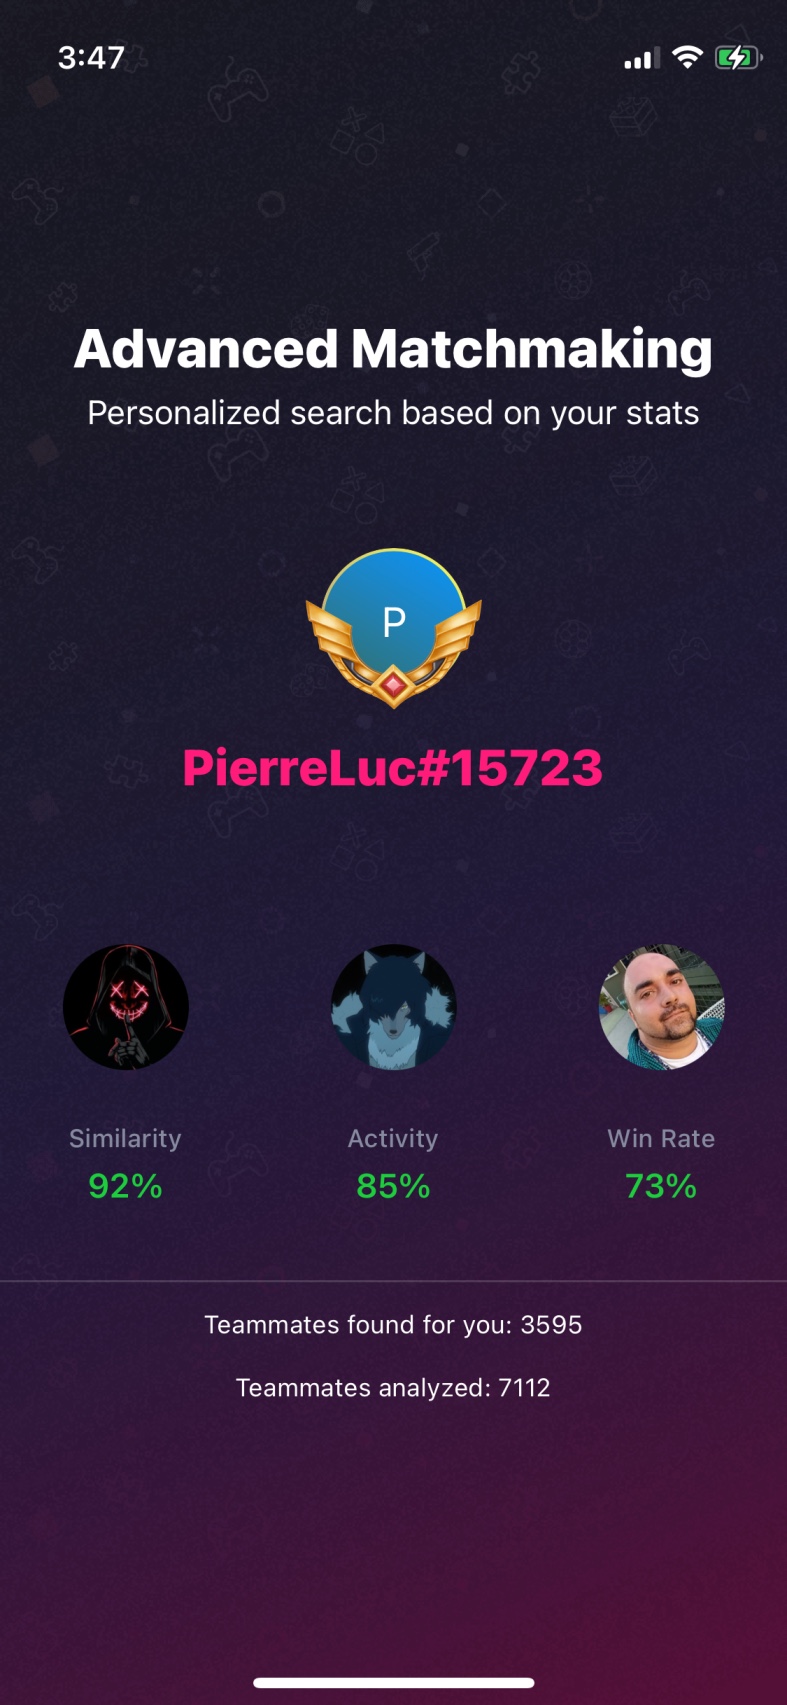 3:47
Advanced Matchmaking
Personalized search based on your stats
P
PierreLuc#15723
Similarity
Activity
Win Rate
92%
85%
73%
Teammates found for you: 3595
Teammates analyzed: 7112